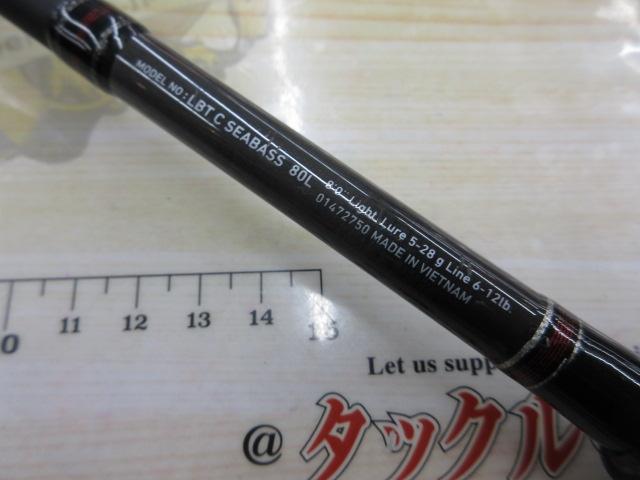 MODEL NO : LBT C SEABASS 80L
8'0" Light Lure 5-28 g Line 6-12lb.
01472750 MADE IN VIETNAM
0 11 12 13 14 15
Let us supp
@タックル